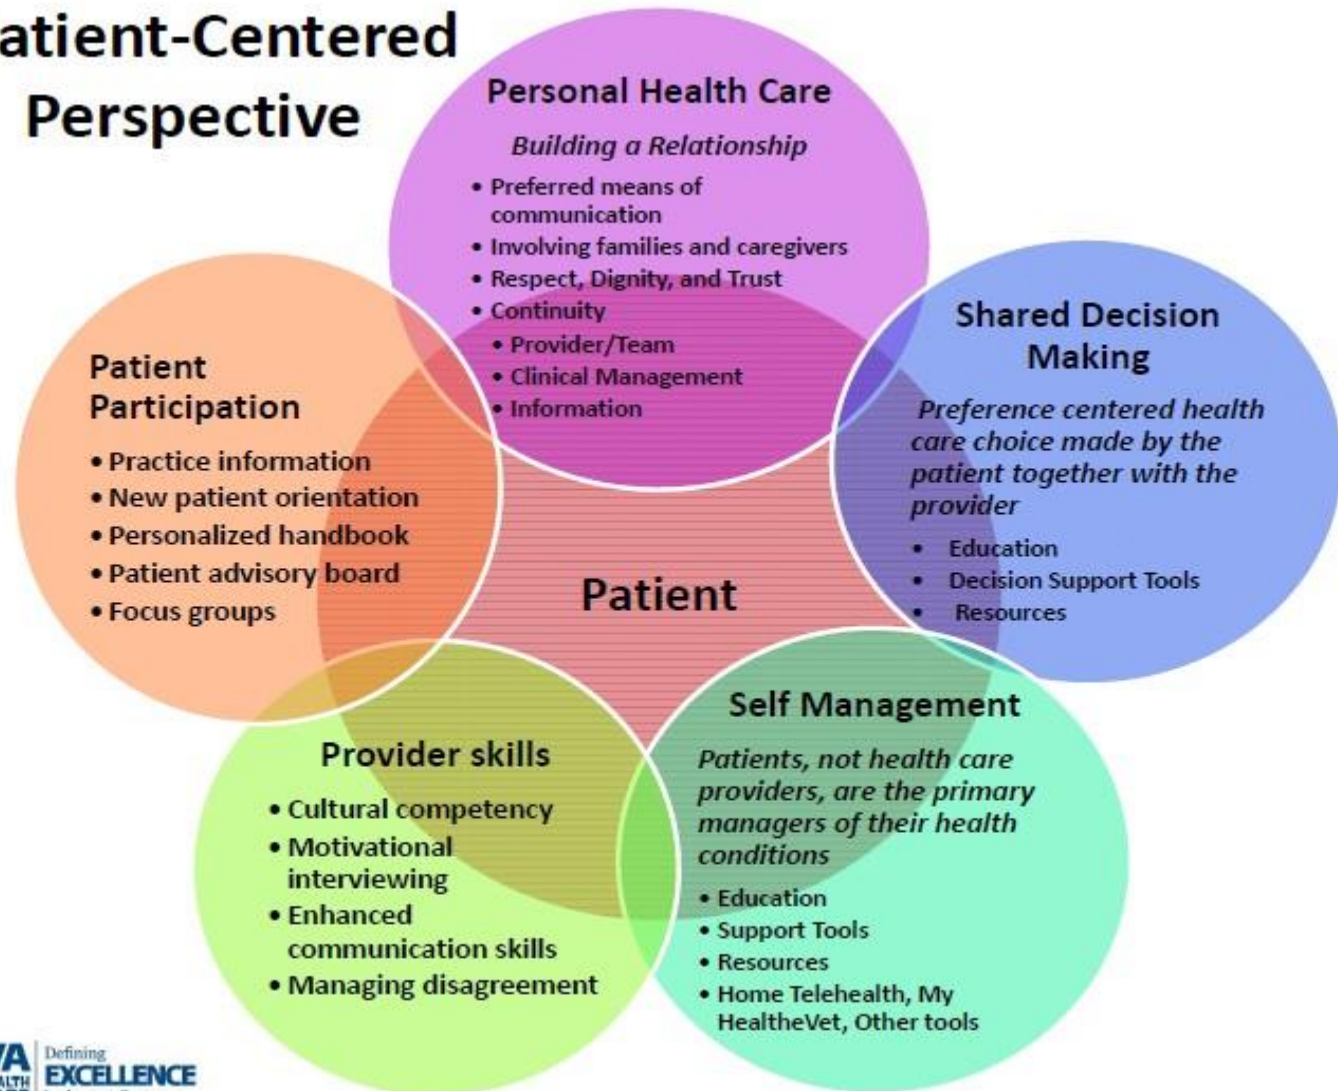 atient-Centered
Perspective
Personal Health Care
Building a Relationship
• Preferred means of
communication
• Involving families and caregivers
• Respect, Dignity, and Trust
• Continuity
• Provider/Team
• Clinical Management
• Information
Shared Decision
Making
Preference centered health
care choice made by the
patient together with the
provider
• Education
• Decision Support Tools
• Resources
Patient
Participation
• Practice information
• New patient orientation
• Personalized handbook
• Patient advisory board
• Focus groups
Patient
Self Management
Patients, not health care
providers, are the primary
managers of their health
conditions
• Education
• Support Tools
• Resources
• Home Telehealth, My
HealtheVet, Other tools
Provider skills
• Cultural competency
• Motivational
interviewing
• Enhanced
communication skills
• Managing disagreement
VA
Defining
EXCELLENCE